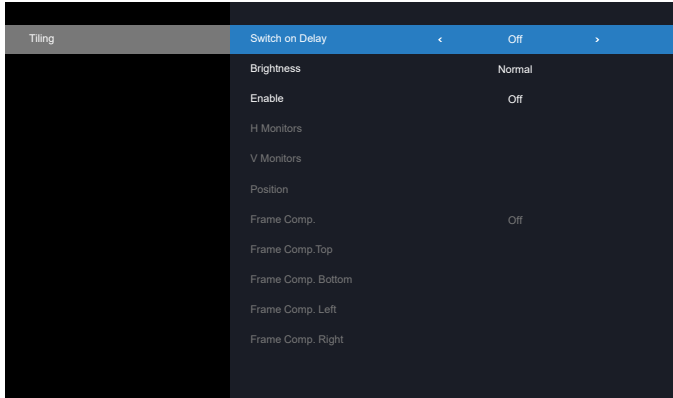 Tiling
Switch on Delay ‹ Off ›
Brightness Normal
Enable Off
H Monitors
V Monitors
Position
Frame Comp. Off
Frame Comp.Top
Frame Comp. Bottom
Frame Comp. Left
Frame Comp. Right